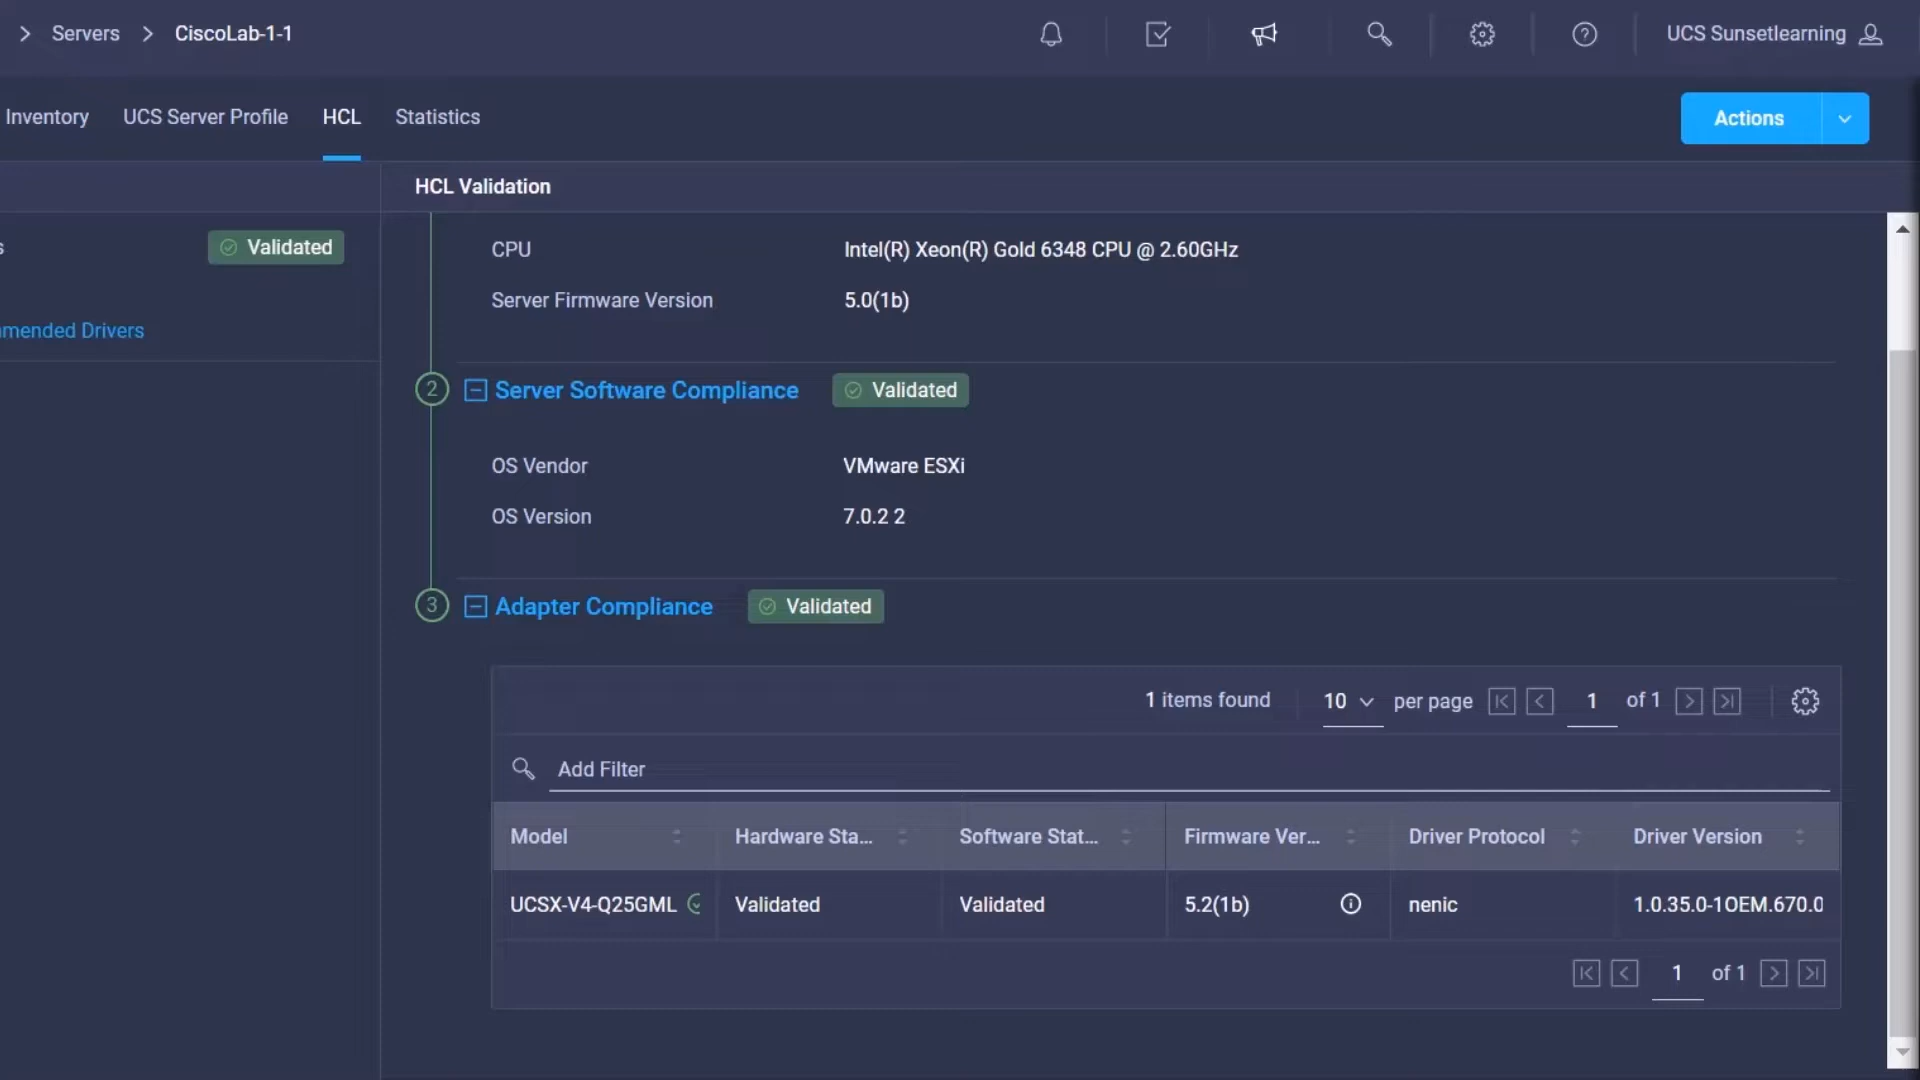 Servers CiscoLab-1-1 UCS Sunsetlearning
Inventory UCS Server Profile HCL Statistics Actions
HCL Validation
s Validated
CPU Intel(R) Xeon(R) Gold 6348 CPU @ 2.60GHz
Server Firmware Version 5.0(1b)
mended Drivers
2 Server Software Compliance Validated
OS Vendor VMware ESXi
OS Version 7.0.2 2
3 Adapter Compliance Validated
1 items found 10 per page 1 of 1
Add Filter
Model Hardware Sta... Software Stat... Firmware Ver... Driver Protocol Driver Version
UCSX-V4-Q25GML Validated Validated 5.2(1b) nenic 1.0.35.0-1OEM.670.0
1 of 1